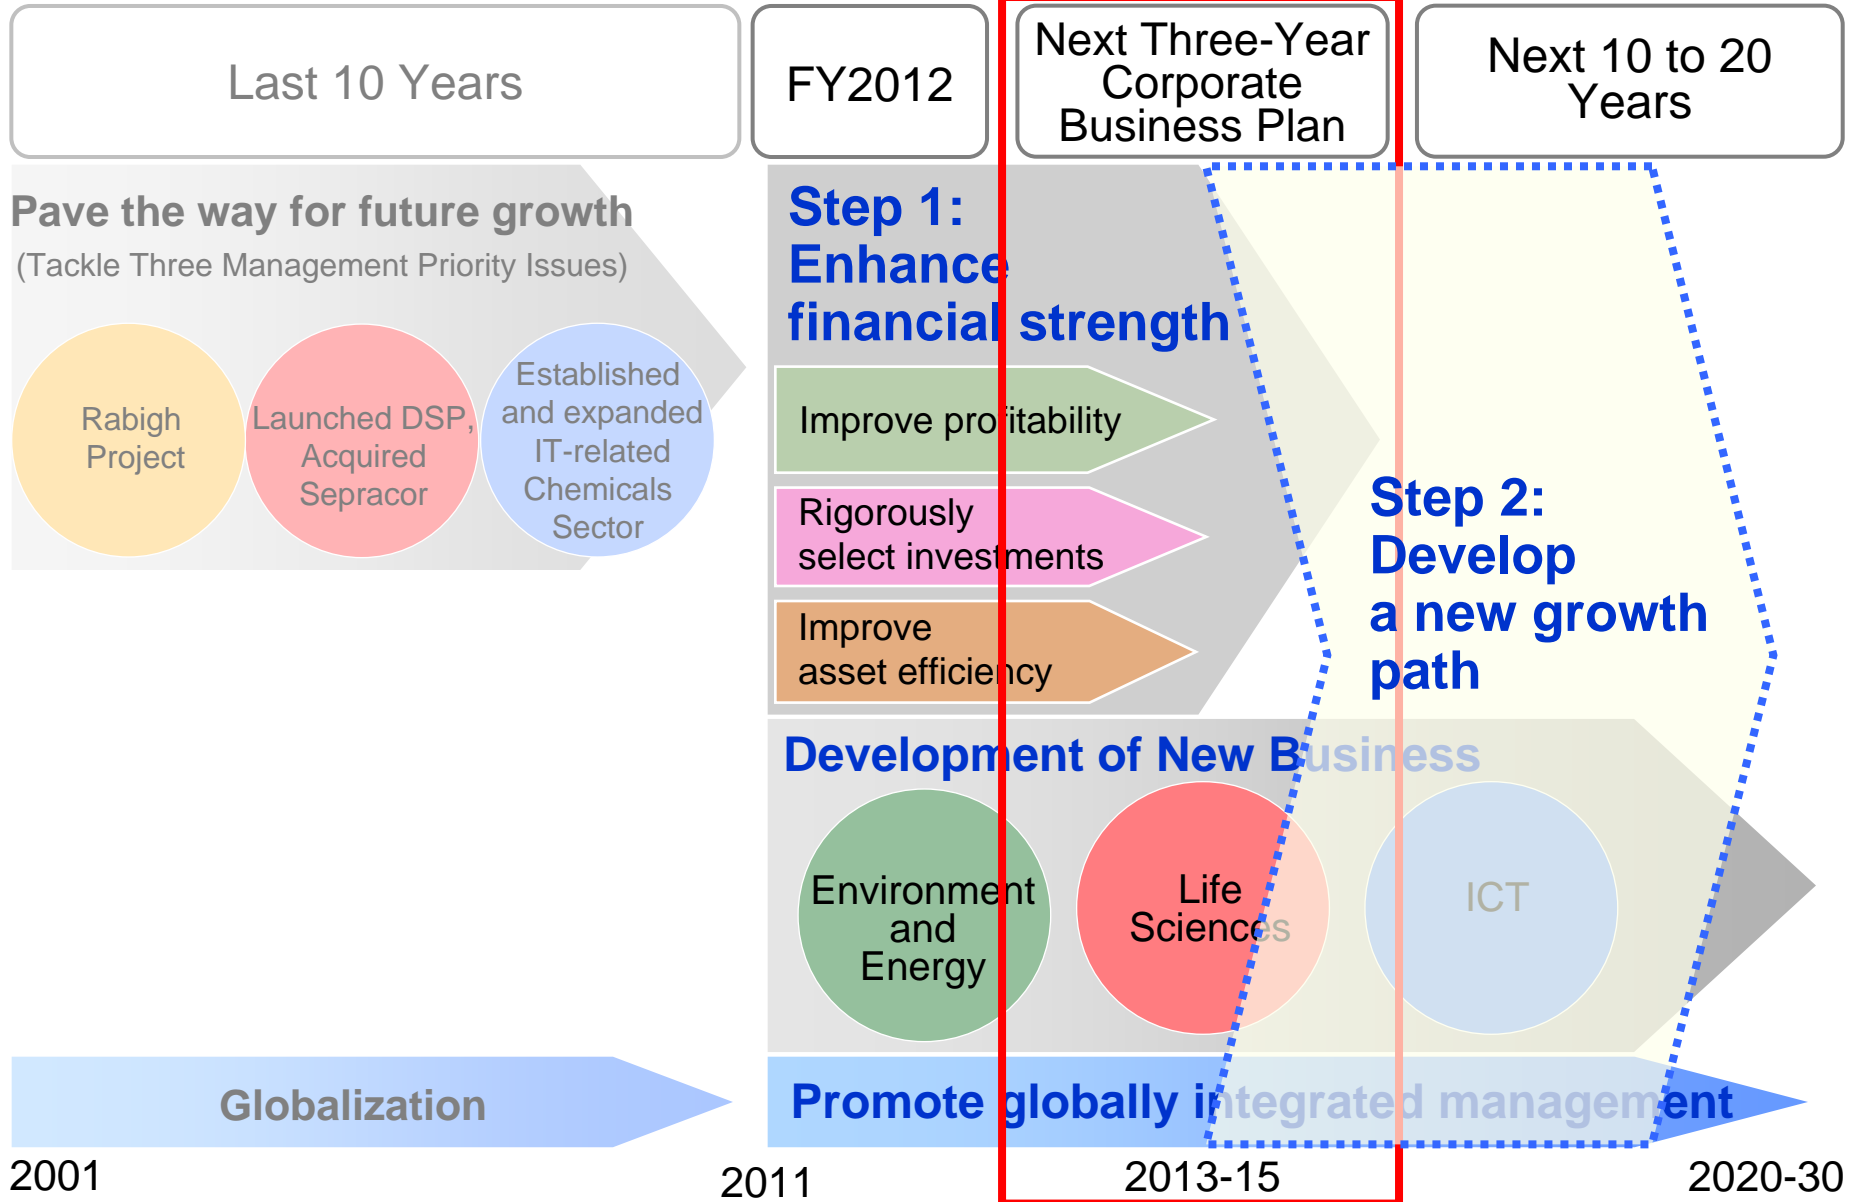 Last 10 Years
FY2012
Next Three-Year
Corporate
Business Plan
Next 10 to 20
Years
Pave the way for future growth
(Tackle Three Management Priority Issues)
Rabigh
Project
Launched DSP,
Acquired
Sepracor
Established
and expanded
IT-related
Chemicals
Sector
Step 1:
Enhance
financial strength
Improve profitability
Rigorously
select investments
Improve
asset efficiency
Step 2:
Develop
a new growth
path
Development of New Business
Environment
and
Energy
Life
Sciences
ICT
Globalization
Promote globally integrated management
2001
2011
2013-15
2020-30